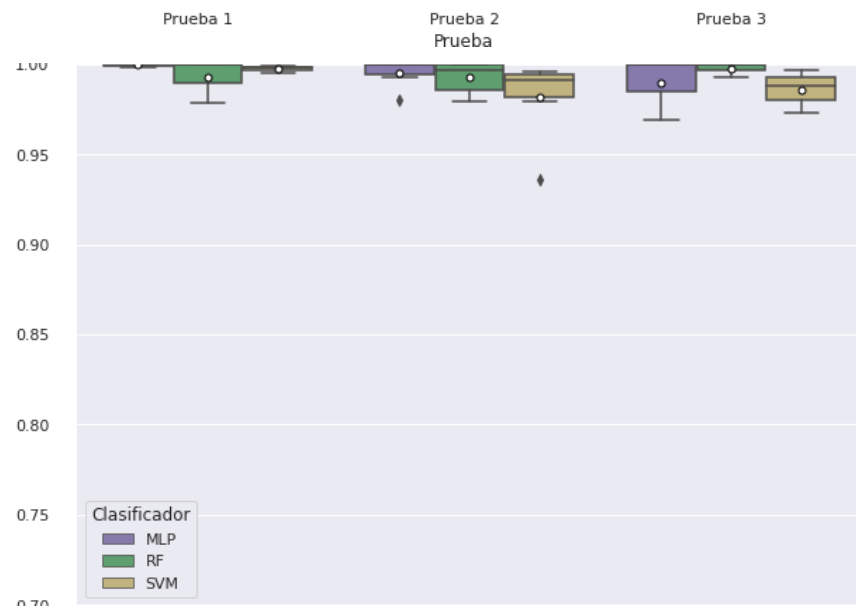 Prueba 1 Prueba 2 Prueba 3
Prueba
1.00
0.95
0.90
0.85
0.80
0.75
Clasificador
MLP
RF
SVM
0.70